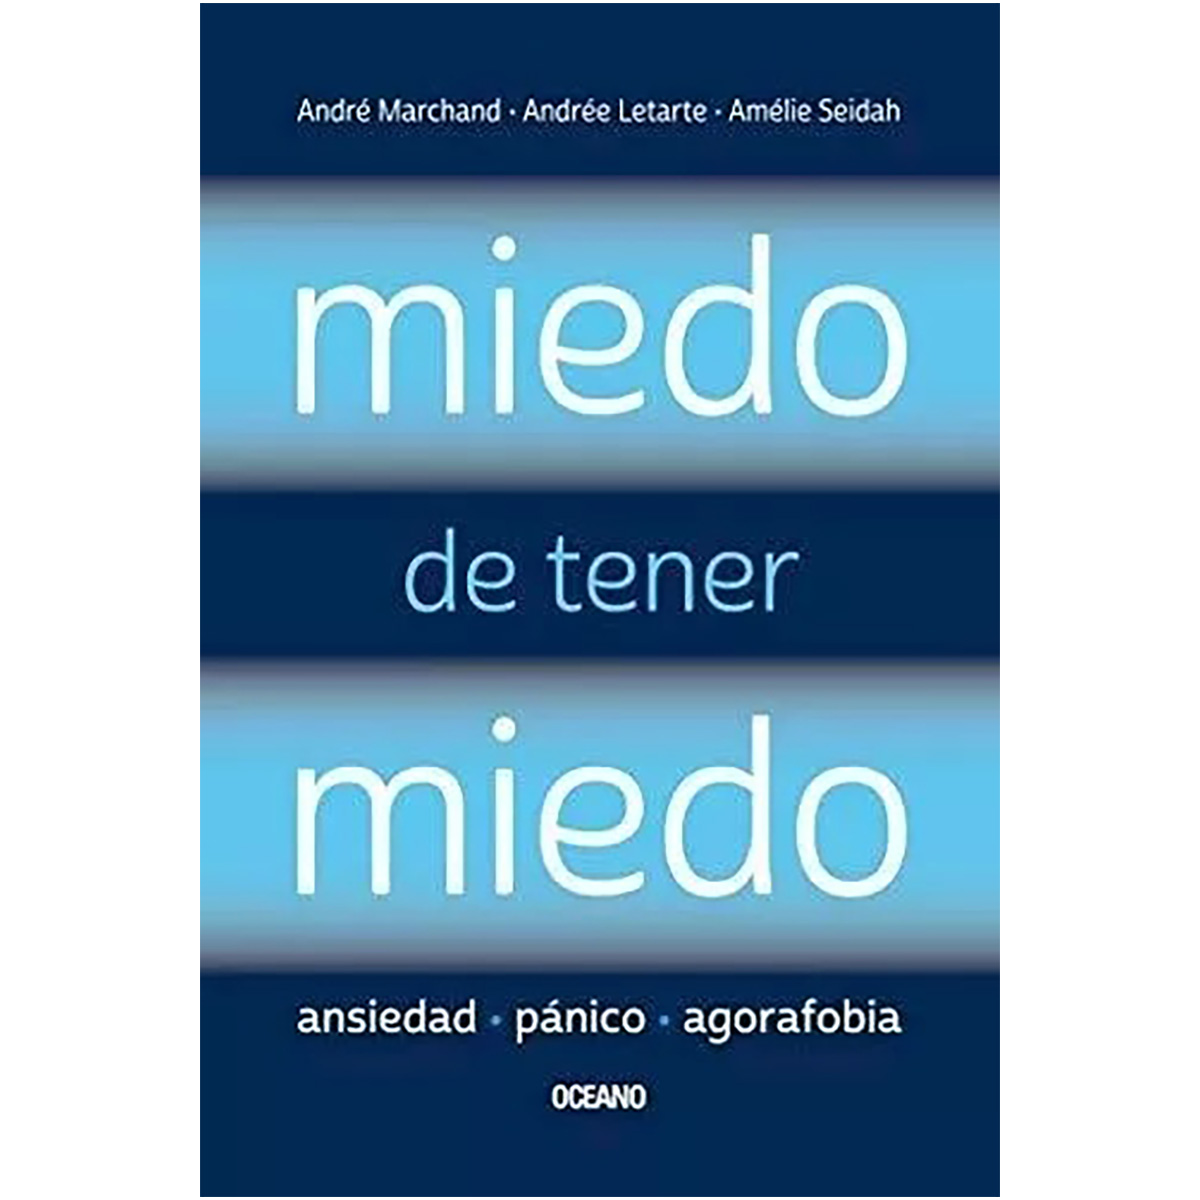 André Marchand · Andrée Letarte · Amélie Seidah
miedo
de tener
miedo
ansiedad · pánico · agorafobia
OCEANO